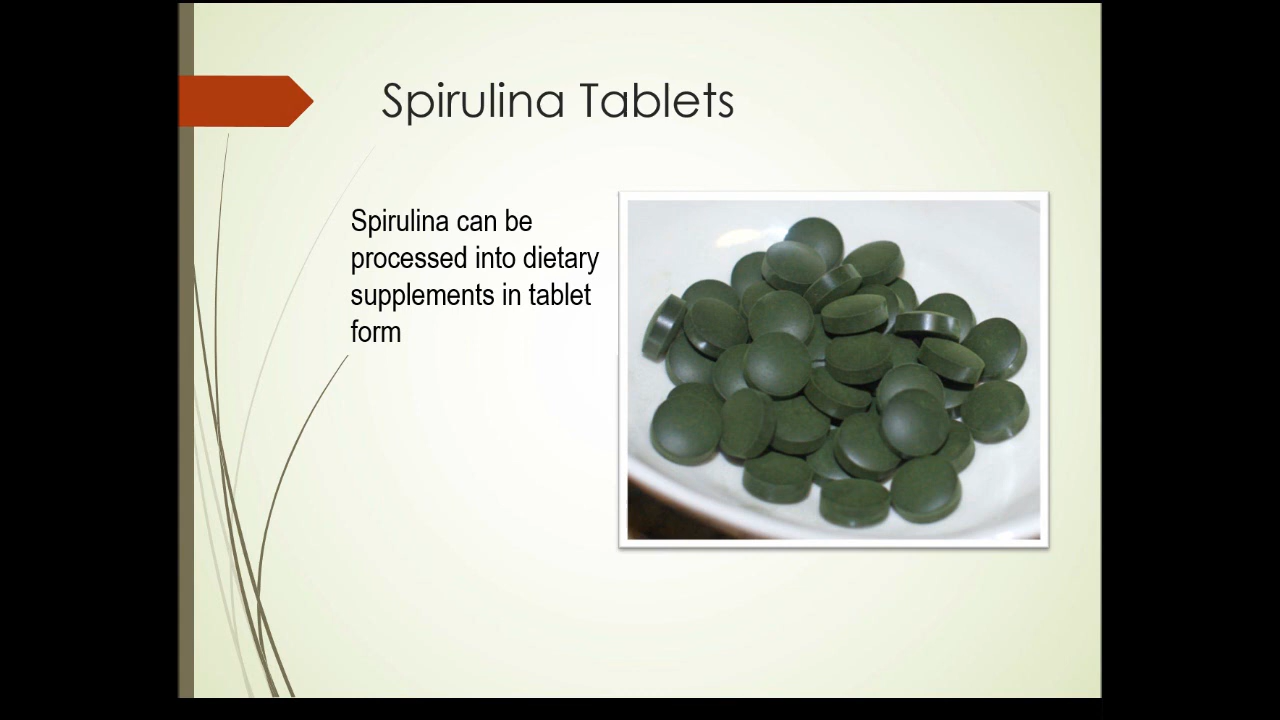 Spirulina Tablets
Spirulina can be
processed into dietary
supplements in tablet
form